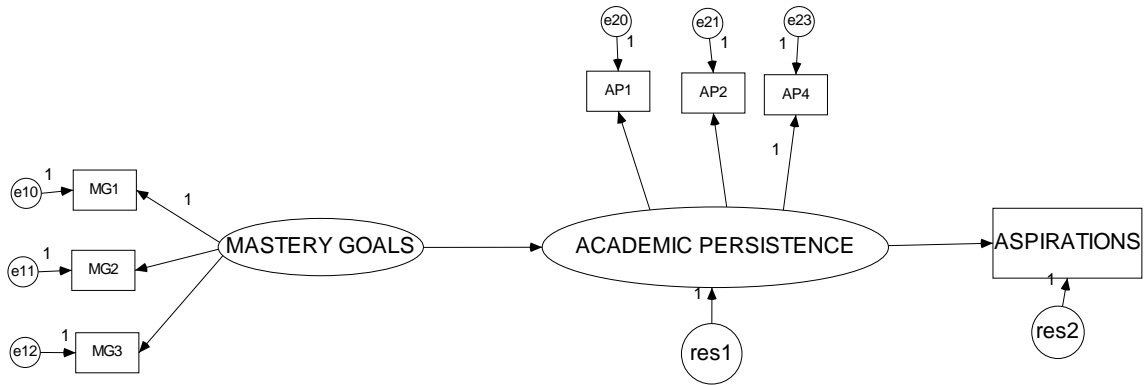 e20
e21
e23
1
1
1
AP1
AP2
AP4
1
1
e10
MG1
1
MASTERY GOALS
ACADEMIC PERSISTENCE
ASPIRATIONS
1
e11
MG2
1
1
1
e12
MG3
res1
res2